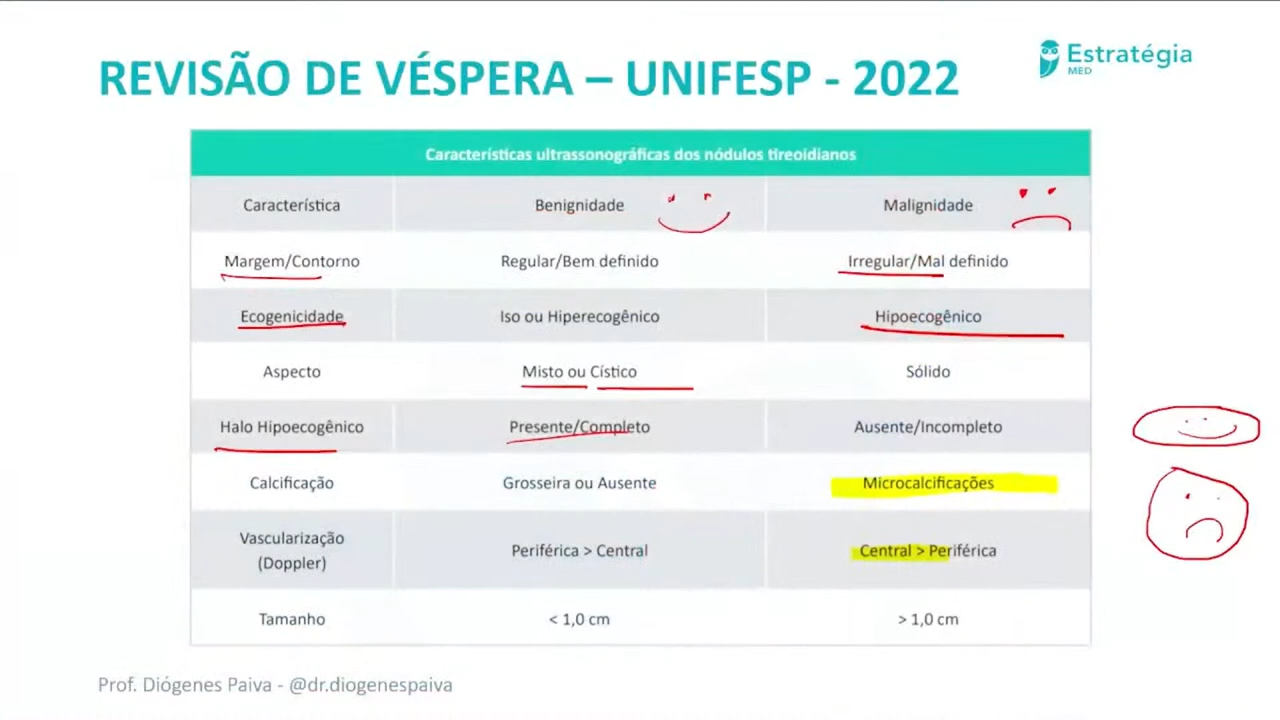 REVISÃO DE VÉSPERA – UNIFESP - 2022
Estratégia
MED
Características ultrassonográficas dos nódulos tireoidianos
Característica Benignidade Malignidade
Margem/Contorno Regular/Bem definido Irregular/Mal definido
Ecogenicidade Iso ou Hiperecogênico Hipoecogênico
Aspecto Misto ou Cístico Sólido
Halo Hipoecogênico Presente/Completo Ausente/Incompleto
Calcificação Grosseira ou Ausente Microcalcificações
Vascularização
(Doppler) Periférica > Central Central > Periférica
Tamanho < 1,0 cm > 1,0 cm
Prof. Diógenes Paiva - @dr.diogenespaiva